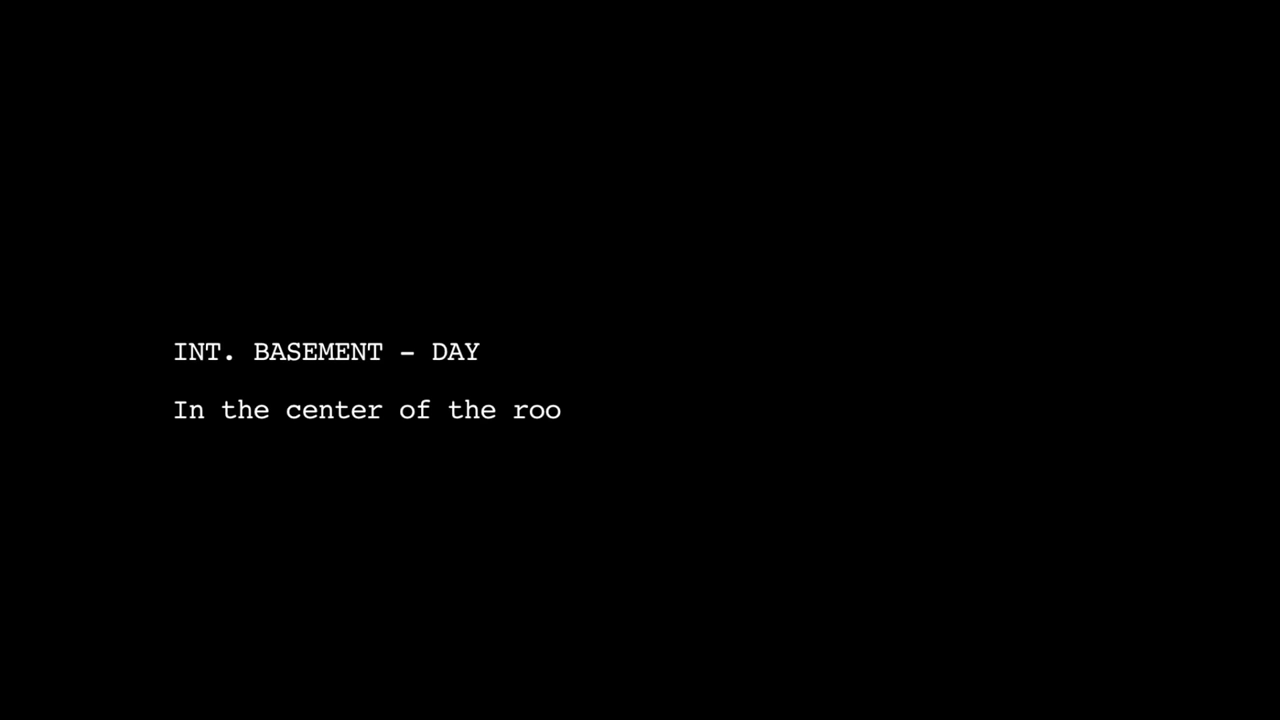 INT. BASEMENT - DAY
In the center of the roo